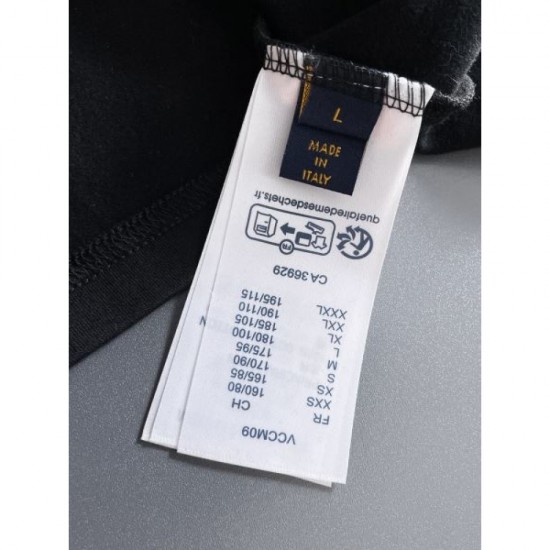 L
MADE
IN
ITALY
VCCM09
FR CH
XXS 160/80
XS 165/85
S 170/90
M 175/95
L 180/100
XL 185/105
XXL 190/110
XXXL 195/115
CA 36929
FR
quefairedemesdechets.fr